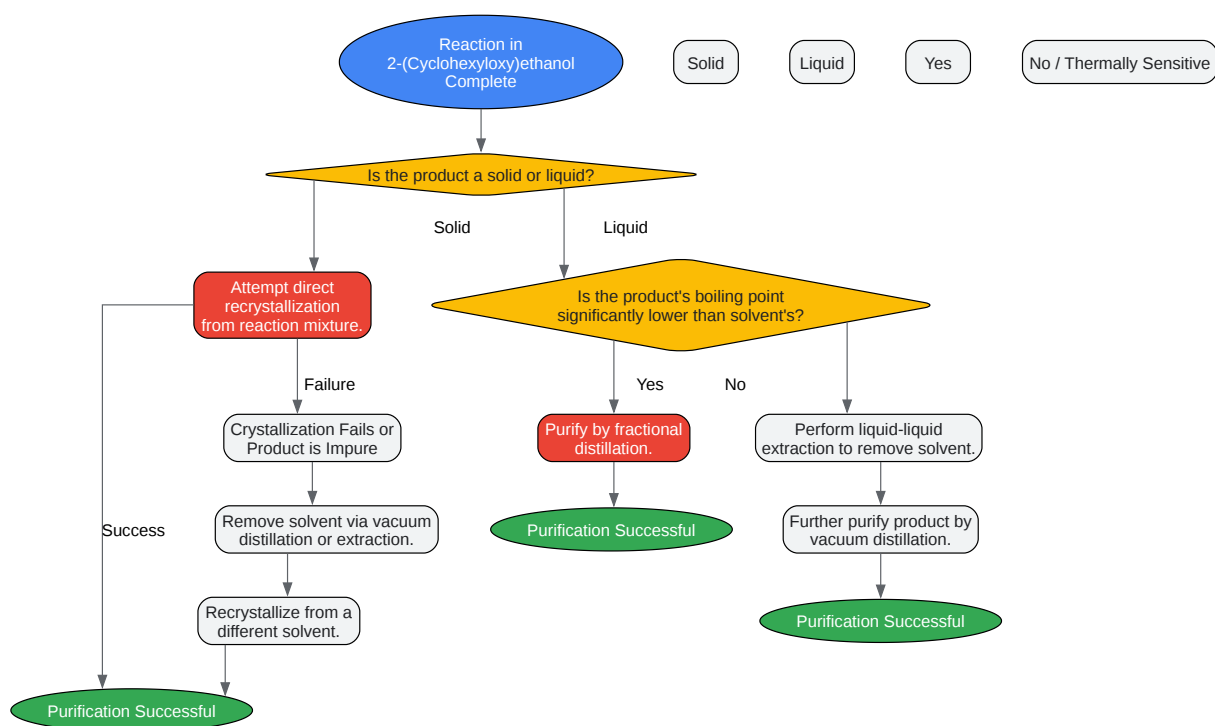 Reaction in
2-(Cyclohexyloxy)ethanol
Complete
Solid
Liquid
Yes
No / Thermally Sensitive
Is the product a solid or liquid?
Solid
Liquid
Attempt direct
recrystallization
from reaction mixture.
Is the product's boiling point
significantly lower than solvent's?
Failure
Yes
No
Crystallization Fails or
Product is Impure
Purify by fractional
distillation.
Perform liquid-liquid
extraction to remove solvent.
Success
Remove solvent via vacuum
distillation or extraction.
Purification Successful
Further purify product by
vacuum distillation.
Recrystallize from a
different solvent.
Purification Successful
Purification Successful